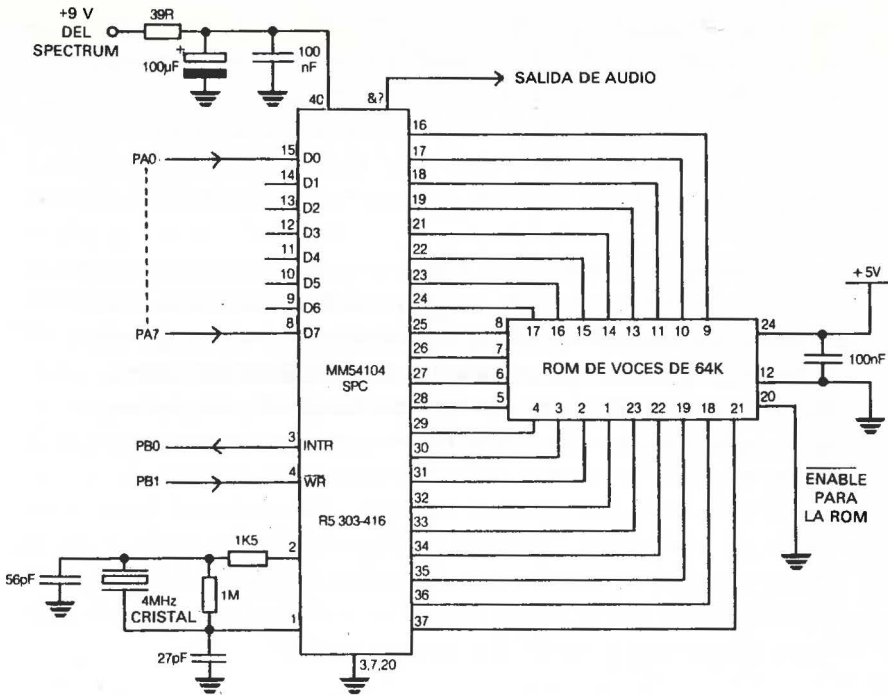 +9 V
DEL
SPECTRUM
39R
100µF
+
100
nF
40
&?
SALIDA DE AUDIO
PA0
15
D0
14
D1
13
D2
12
D3
11
D4
10
D5
9
D6
PA7
8
D7
MM54104
SPC
PB0
3
INTR
PB1
4
WR
R5 303-416
2
1K5
1M
56pF
4MHz
CRISTAL
1
27pF
3,7,20
16
17
18
19
21
22
23
24
25
26
27
28
29
30
31
32
33
34
35
36
37
17 16 15 14 13 11 10 9
8
7
6
5
ROM DE VOCES DE 64K
4 3 2 1 23 22 19 18 21
24
12
20
+5V
100nF
ENABLE
PARA
LA ROM